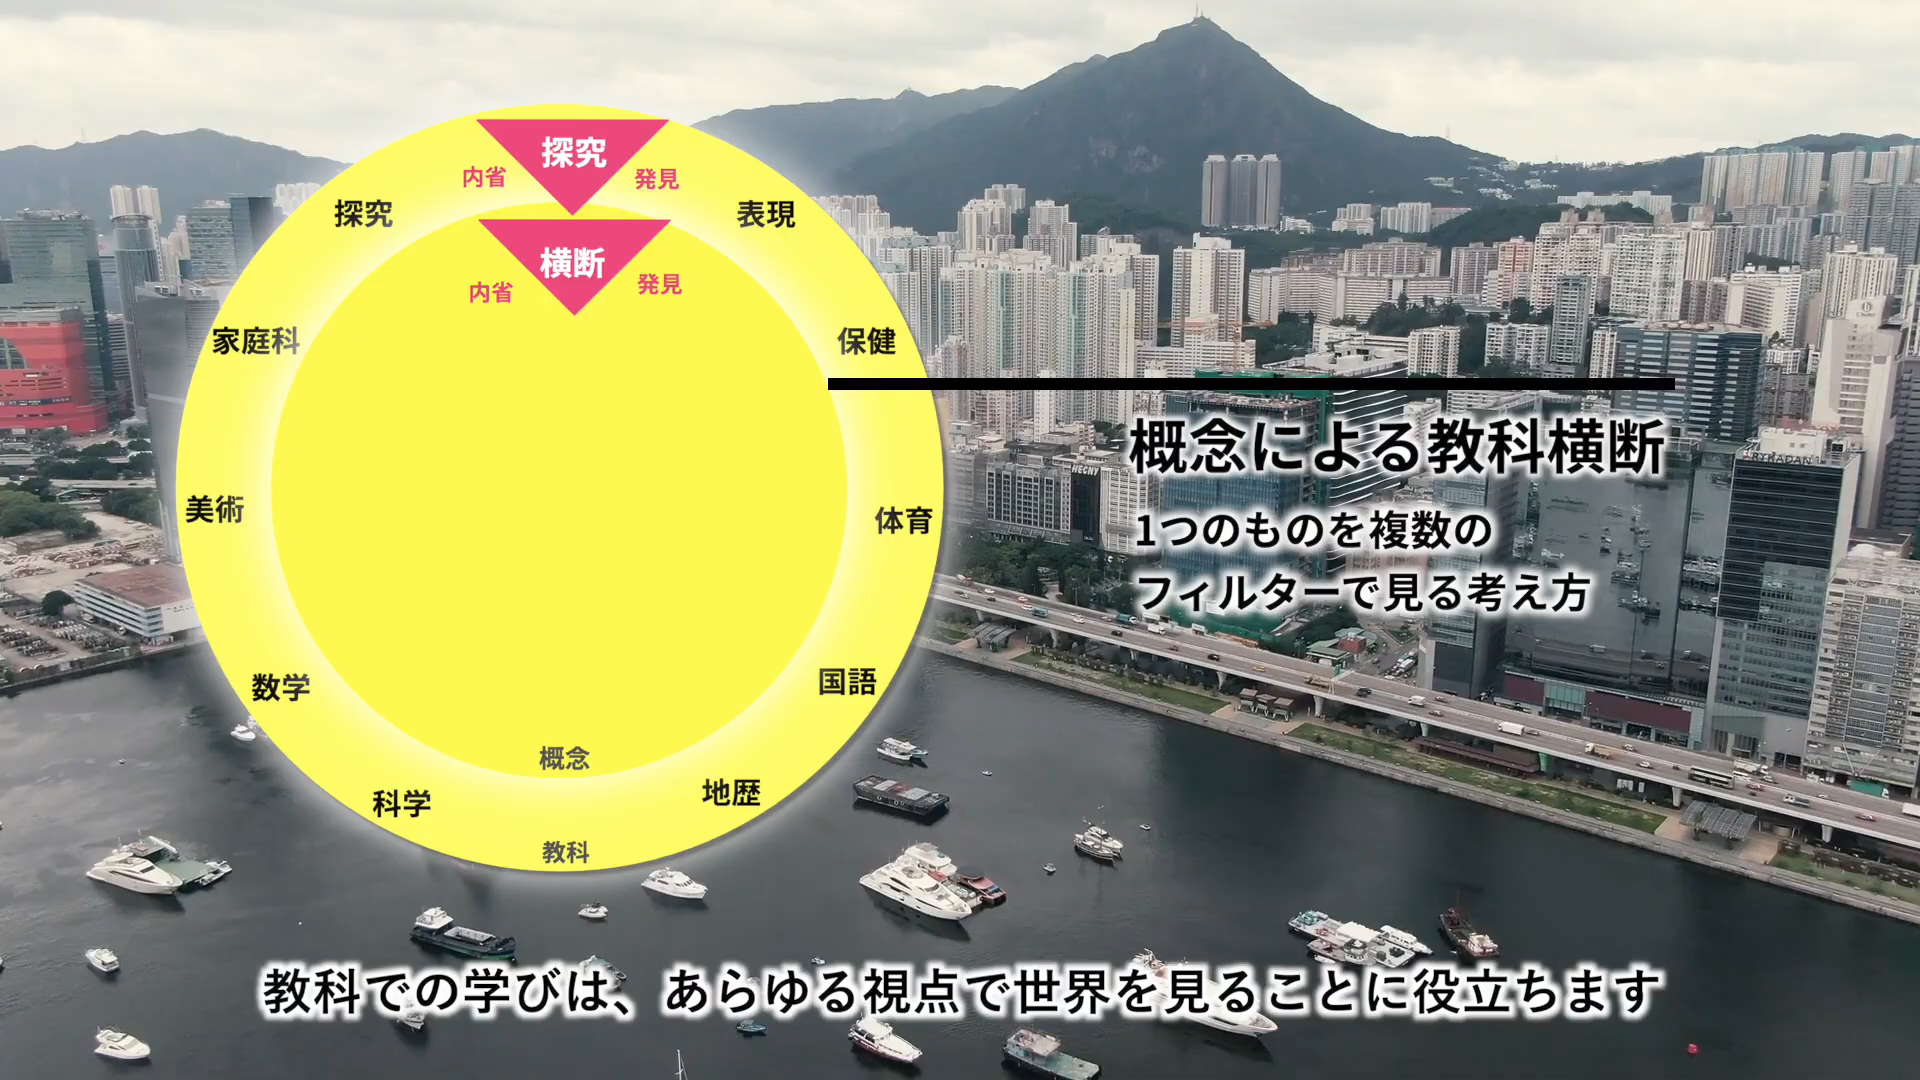 探究
内省
発見
探究
表現
横断
内省
発見
家庭科
保健
概念による教科横断
美術
体育
1つのものを複数の
フィルターで見る考え方
数学
国語
概念
科学
地歴
教科
教科での学びは、あらゆる視点で世界を見ることに役立ちます
HECNY